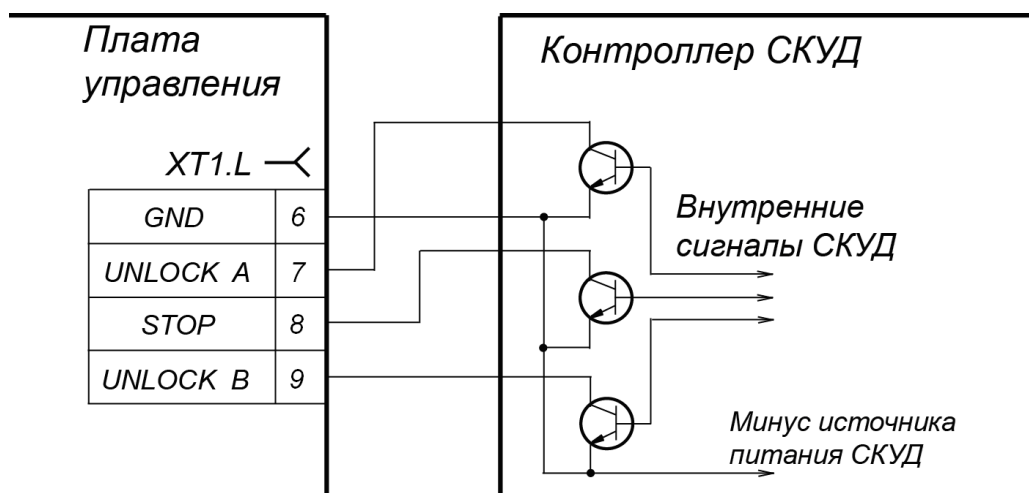 Плата
управления
Контроллер СКУД
XT1.L
GND 6
UNLOCK A 7
STOP 8
UNLOCK B 9
Внутренние
сигналы СКУД
Минус источника
питания СКУД